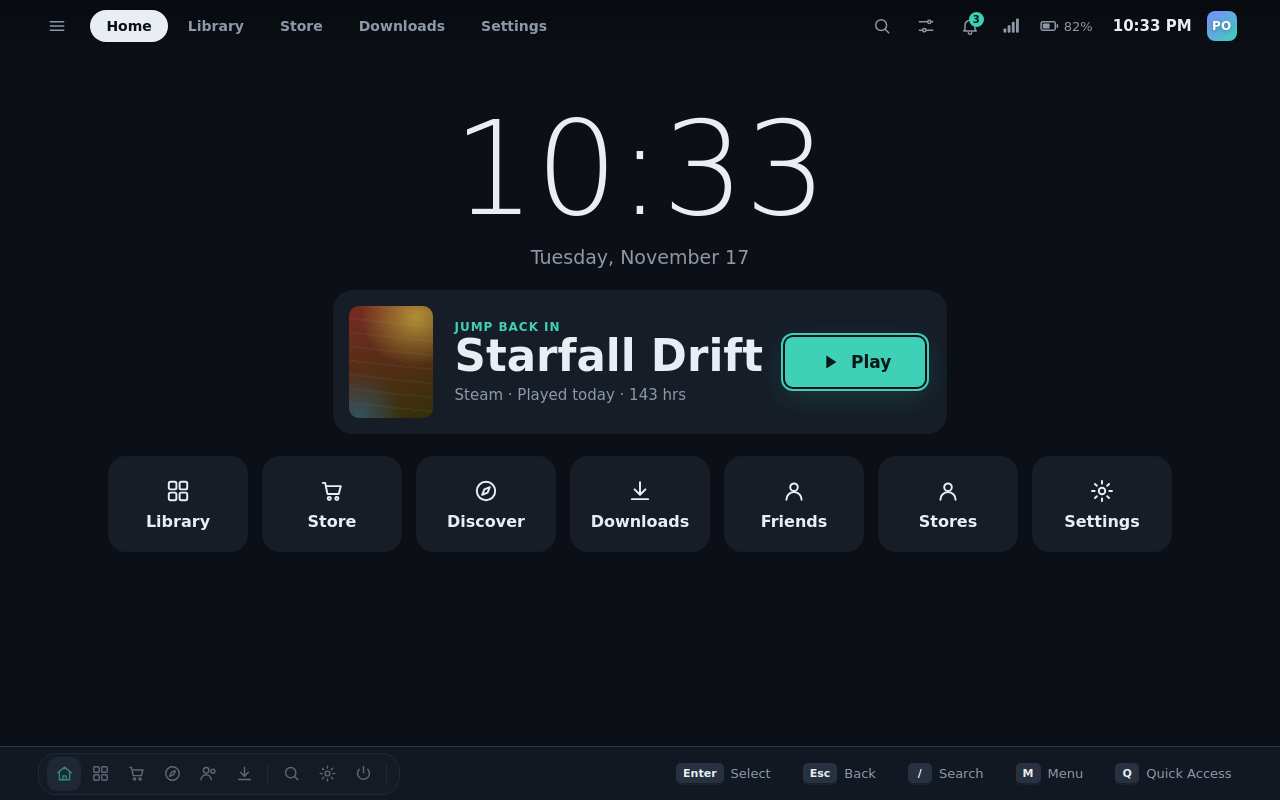 Home Library Store Downloads Settings 3 82% 10:33 PM PO
10:33
Tuesday, November 17
JUMP BACK IN
Starfall Drift
Steam · Played today · 143 hrs
Play
Library Store Discover Downloads Friends Stores Settings
Enter Select Esc Back / Search M Menu Q Quick Access